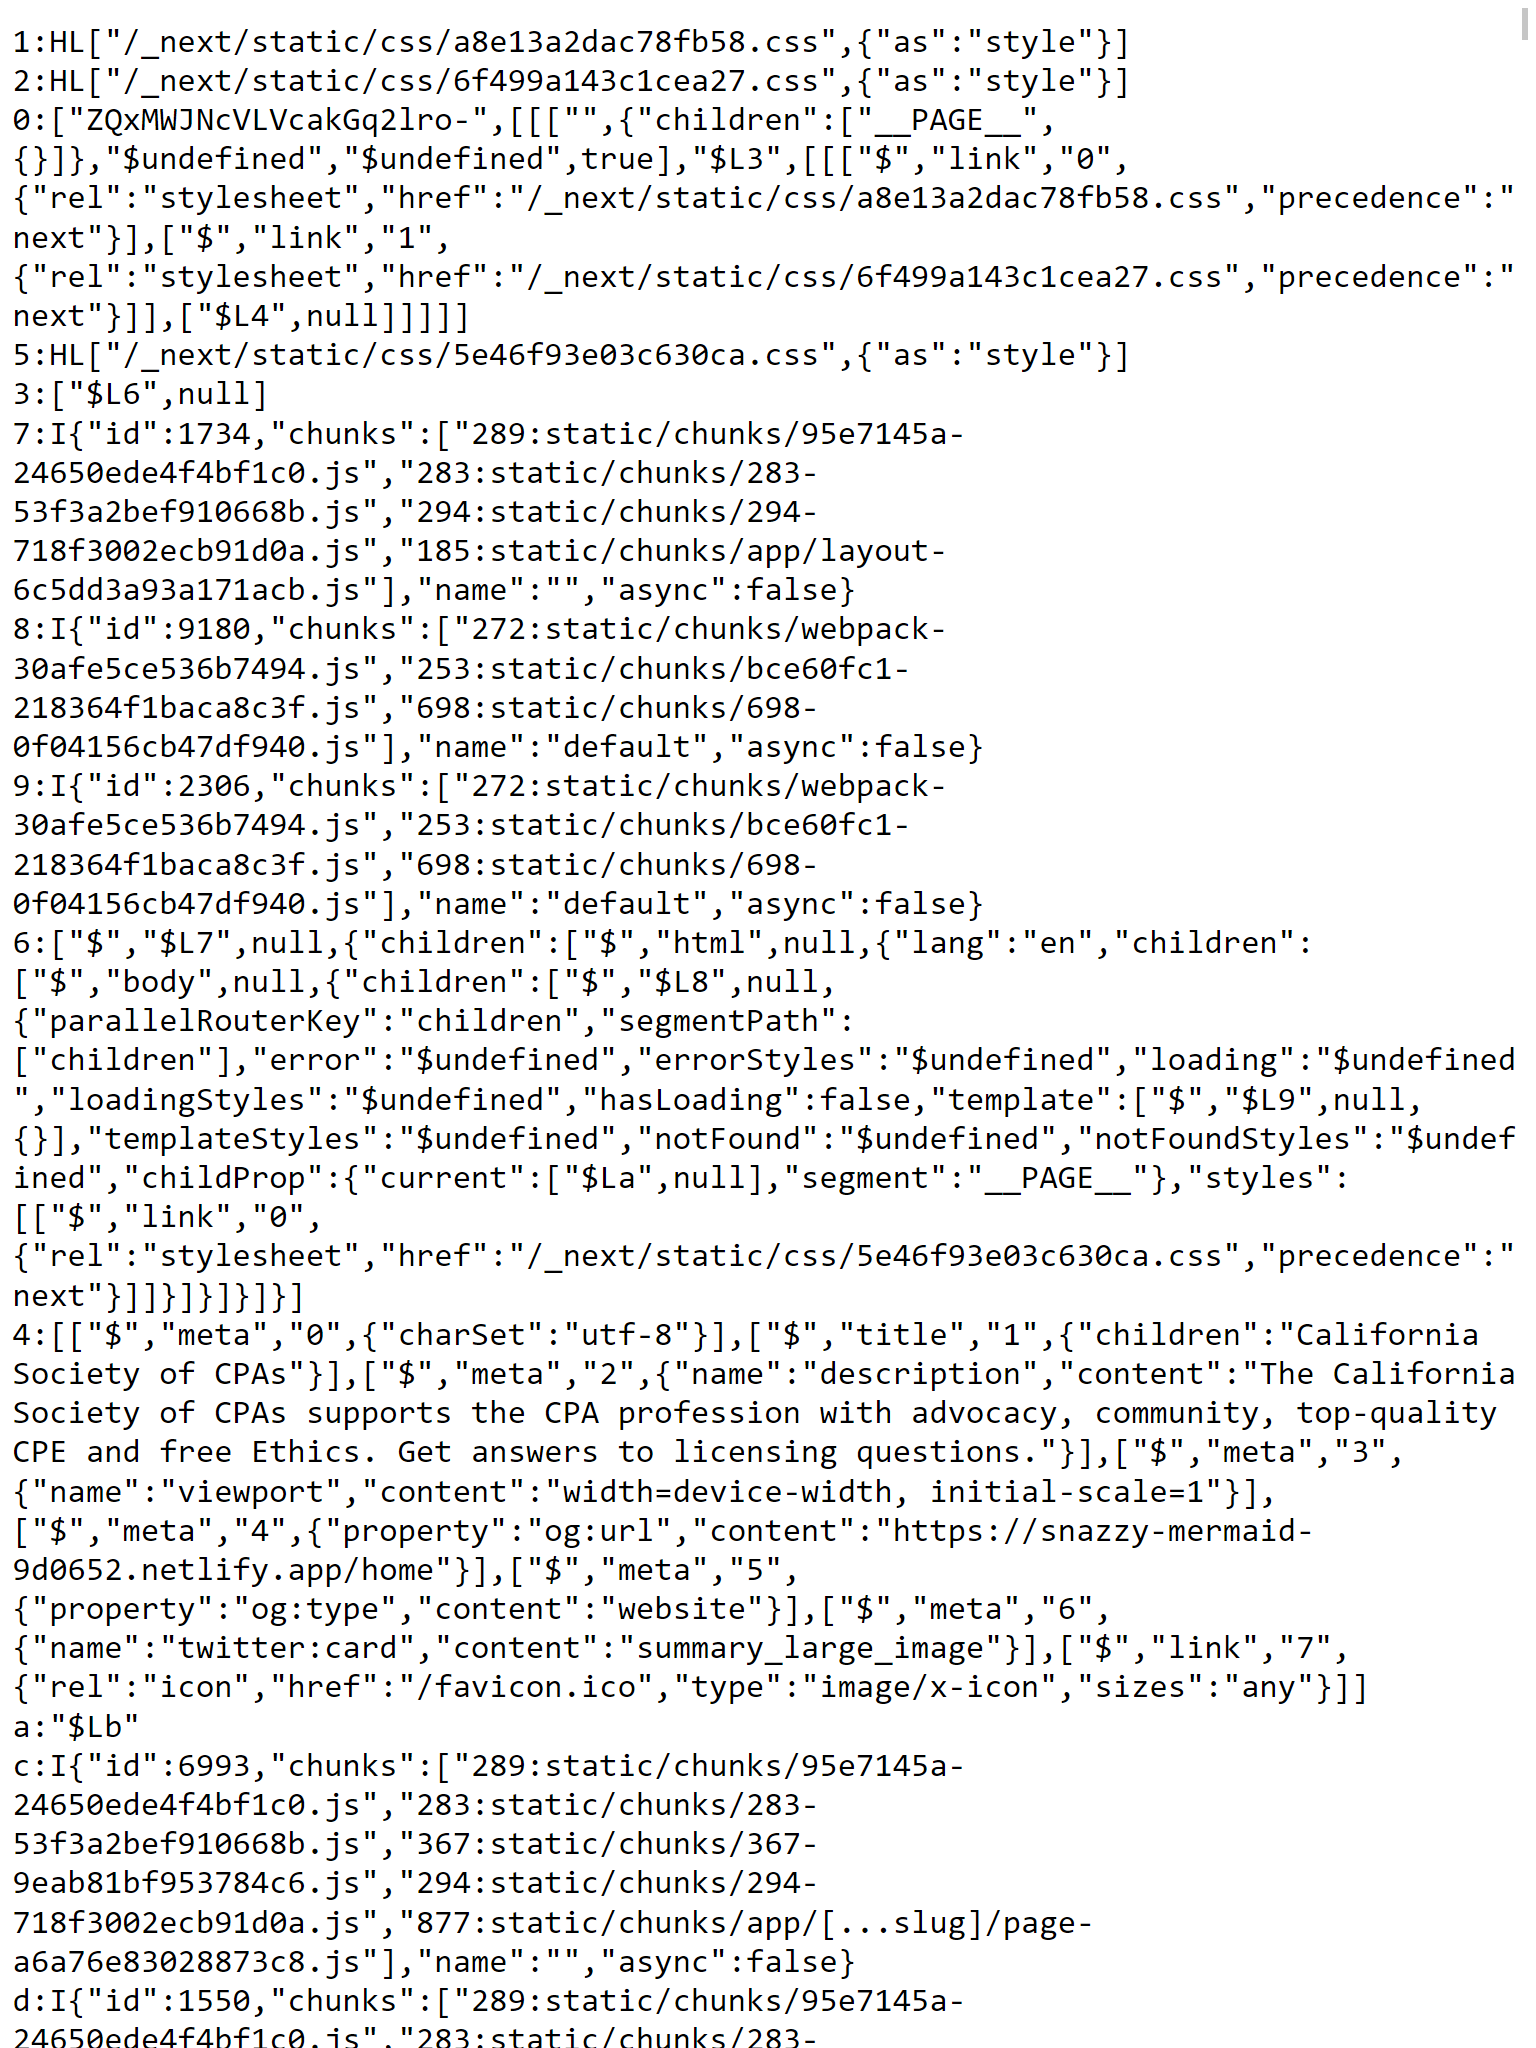 1:HL["/_next/static/css/a8e13a2dac78fb58.css",{"as":"style"}]
2:HL["/_next/static/css/6f499a143c1cea27.css",{"as":"style"}]
0:["ZQxMWJNcVLVcakGq2lro-",[[["",{"children":["__PAGE__",
{}]},"$undefined","$undefined",true],"$L3",[[["$","link","0",
{"rel":"stylesheet","href":"/_next/static/css/a8e13a2dac78fb58.css","precedence":"
next"}],["$","link","1",
{"rel":"stylesheet","href":"/_next/static/css/6f499a143c1cea27.css","precedence":"
next"}]],["$L4",null]]]]]
5:HL["/_next/static/css/5e46f93e03c630ca.css",{"as":"style"}]
3:["$L6",null]
7:I{"id":1734,"chunks":["289:static/chunks/95e7145a-
24650ede4f4bf1c0.js","283:static/chunks/283-
53f3a2bef910668b.js","294:static/chunks/294-
718f3002ecb91d0a.js","185:static/chunks/app/layout-
6c5dd3a93a171acb.js"],"name":"","async":false}
8:I{"id":9180,"chunks":["272:static/chunks/webpack-
30afe5ce536b7494.js","253:static/chunks/bce60fc1-
218364f1baca8c3f.js","698:static/chunks/698-
0f04156cb47df940.js"],"name":"default","async":false}
9:I{"id":2306,"chunks":["272:static/chunks/webpack-
30afe5ce536b7494.js","253:static/chunks/bce60fc1-
218364f1baca8c3f.js","698:static/chunks/698-
0f04156cb47df940.js"],"name":"default","async":false}
6:["$","$L7",null,{"children":["$","html",null,{"lang":"en","children":
["$","body",null,{"children":["$","$L8",null,
{"parallelRouterKey":"children","segmentPath":
["children"],"error":"$undefined","errorStyles":"$undefined","loading":"$undefined
","loadingStyles":"$undefined","hasLoading":false,"template":["$","$L9",null,
{}],"templateStyles":"$undefined","notFound":"$undefined","notFoundStyles":"$undef
ined","childProp":{"current":["$La",null],"segment":"__PAGE__"},"styles":
[["$","link","0",
{"rel":"stylesheet","href":"/_next/static/css/5e46f93e03c630ca.css","precedence":"
next"}]]}]}]}]}]
4:[["$","meta","0",{"charSet":"utf-8"}],["$","title","1",{"children":"California
Society of CPAs"}],["$","meta","2",{"name":"description","content":"The California
Society of CPAs supports the CPA profession with advocacy, community, top-quality
CPE and free Ethics. Get answers to licensing questions."}],["$","meta","3",
{"name":"viewport","content":"width=device-width, initial-scale=1"}],
["$","meta","4",{"property":"og:url","content":"https://snazzy-mermaid-
9d0652.netlify.app/home"}],["$","meta","5",
{"property":"og:type","content":"website"}],["$","meta","6",
{"name":"twitter:card","content":"summary_large_image"}],["$","link","7",
{"rel":"icon","href":"/favicon.ico","type":"image/x-icon","sizes":"any"}]]
a:"$Lb"
c:I{"id":6993,"chunks":["289:static/chunks/95e7145a-
24650ede4f4bf1c0.js","283:static/chunks/283-
53f3a2bef910668b.js","367:static/chunks/367-
9eab81bf953784c6.js","294:static/chunks/294-
718f3002ecb91d0a.js","877:static/chunks/app/[...slug]/page-
a6a76e83028873c8.js"],"name":"","async":false}
d:I{"id":1550,"chunks":["289:static/chunks/95e7145a-
24650ede4f4bf1c0.js","283:static/chunks/283-